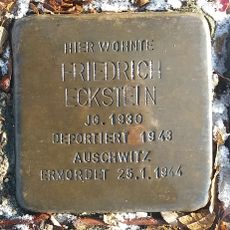 HIER WOHNTE
FRIEDRICH
ECKSTEIN
JG. 1930
DEPORTIERT 1943
AUSCHWITZ
ERMORDET 25.1.1944